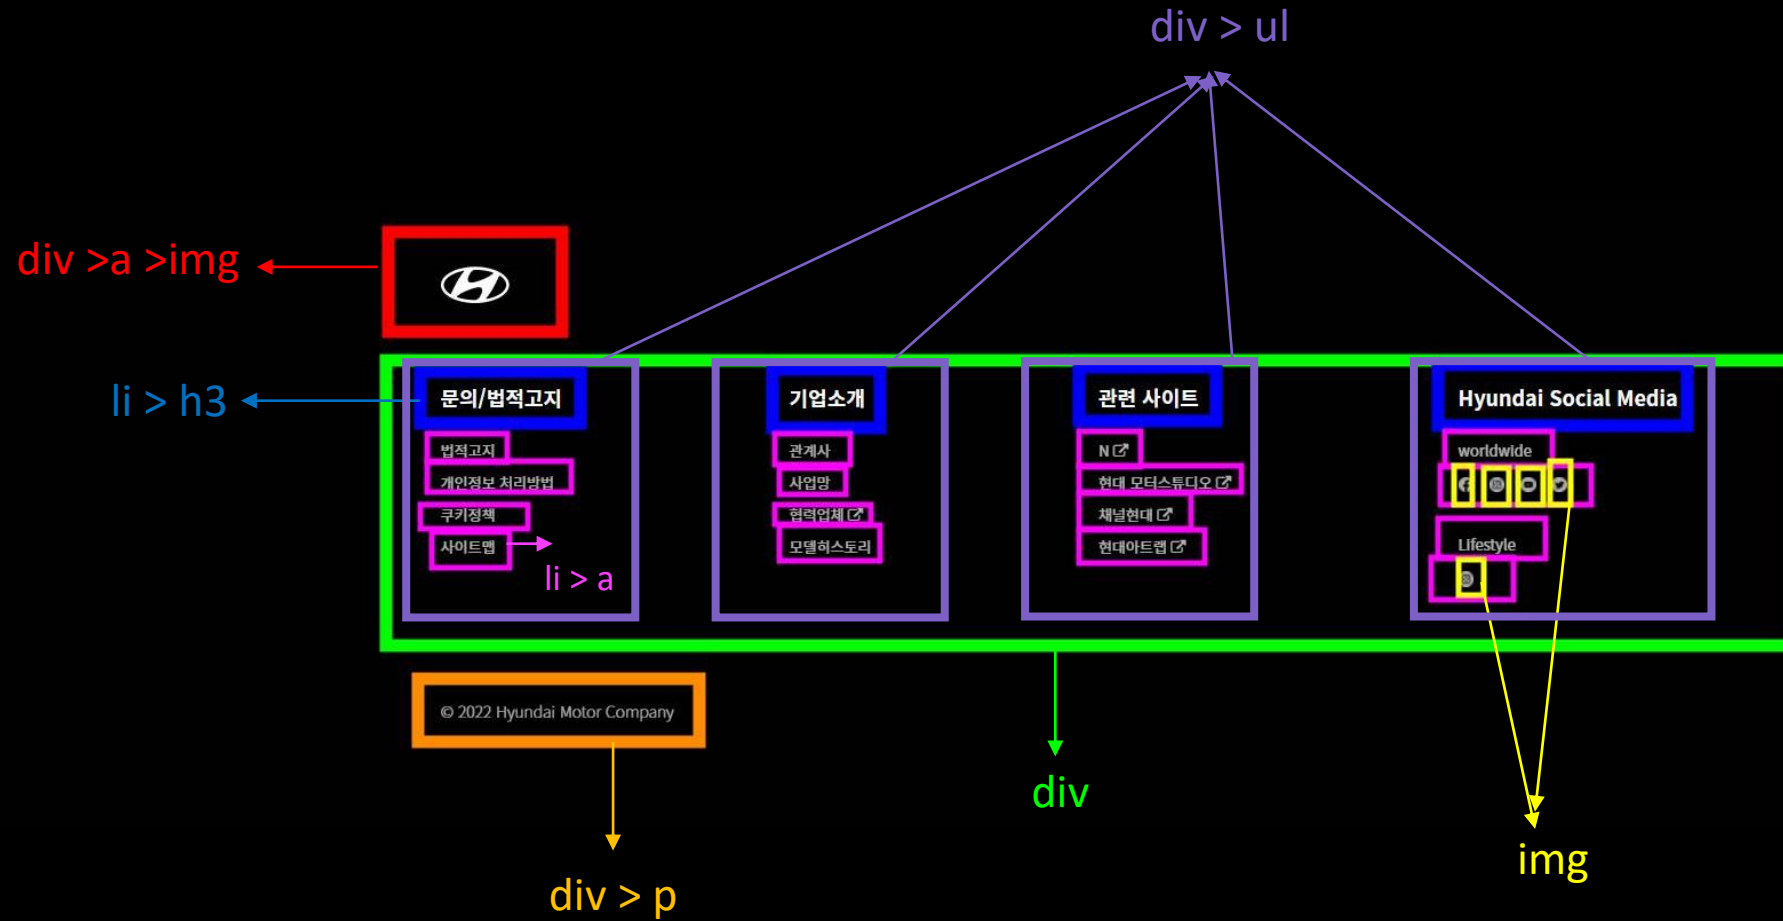 div > ul
div >a >img
li > h3
문의/법적고지
법적고지
개인정보 처리방법
쿠키정책
사이트맵
li > a
기업소개
관계사
사업망
협력업체
모델히스토리
관련 사이트
N
현대 모터스튜디오
채널현대
현대아트랩
Hyundai Social Media
worldwide
Lifestyle
© 2022 Hyundai Motor Company
div
img
div > p